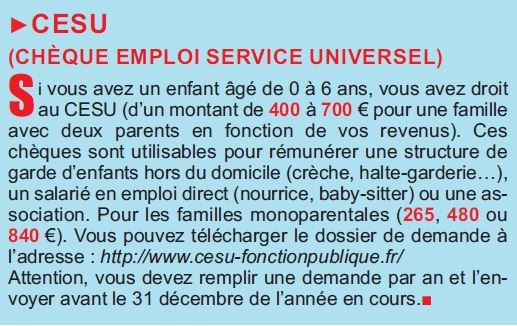 ►CESU
(CHÈQUE EMPLOI SERVICE UNIVERSEL)
Si vous avez un enfant âgé de 0 à 6 ans, vous avez droit
au CESU (d'un montant de 400 à 700 € pour une famille
avec deux parents en fonction de vos revenus). Ces
chèques sont utilisables pour rémunérer une structure de
garde d'enfants hors du domicile (crèche, halte-garderie…),
un salarié en emploi direct (nourrice, baby-sitter) ou une as-
sociation. Pour les familles monoparentales (265, 480 ou
840 €). Vous pouvez télécharger le dossier de demande à
l'adresse : http://www.cesu-fonctionpublique.fr/
Attention, vous devez remplir une demande par an et l'en-
voyer avant le 31 décembre de l'année en cours.■